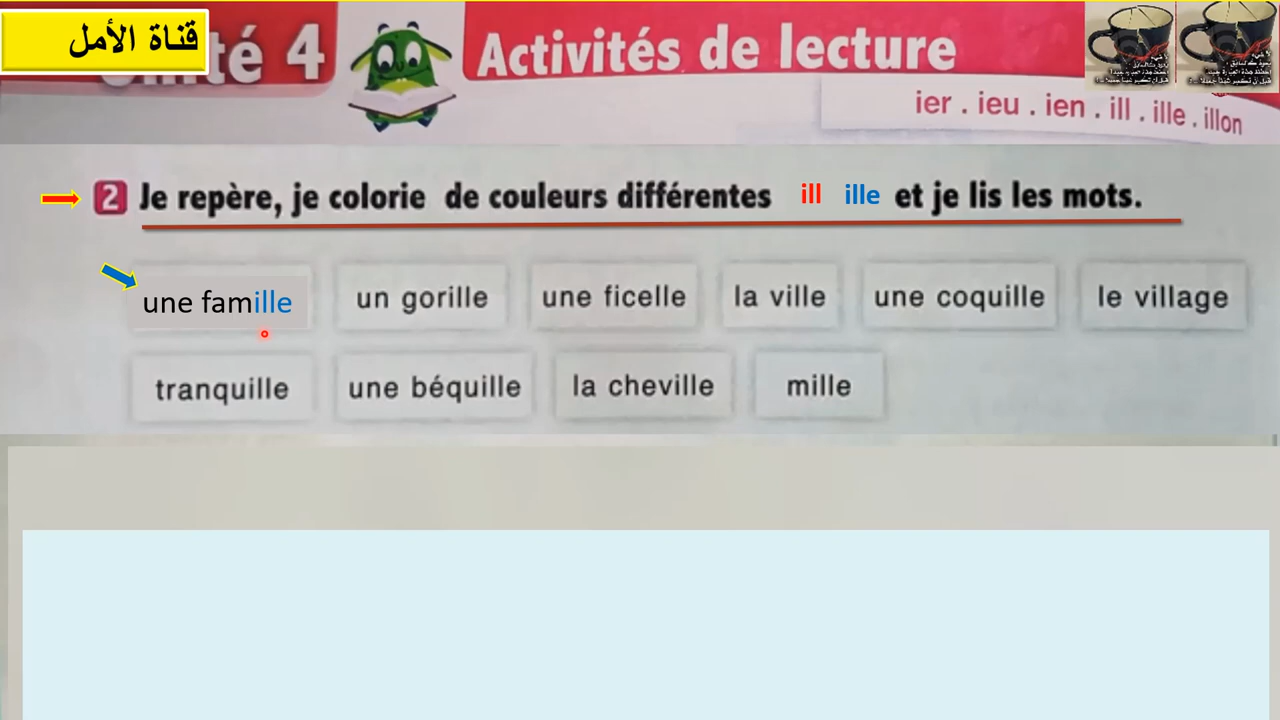 قناة الأمل
Unité 4
Activités de lecture
ier . ieu . ien . ill . ille . illon
2 Je repère, je colorie de couleurs différentes ill ille et je lis les mots.
une famille un gorille une ficelle la ville une coquille le village
tranquille une béquille la cheville mille